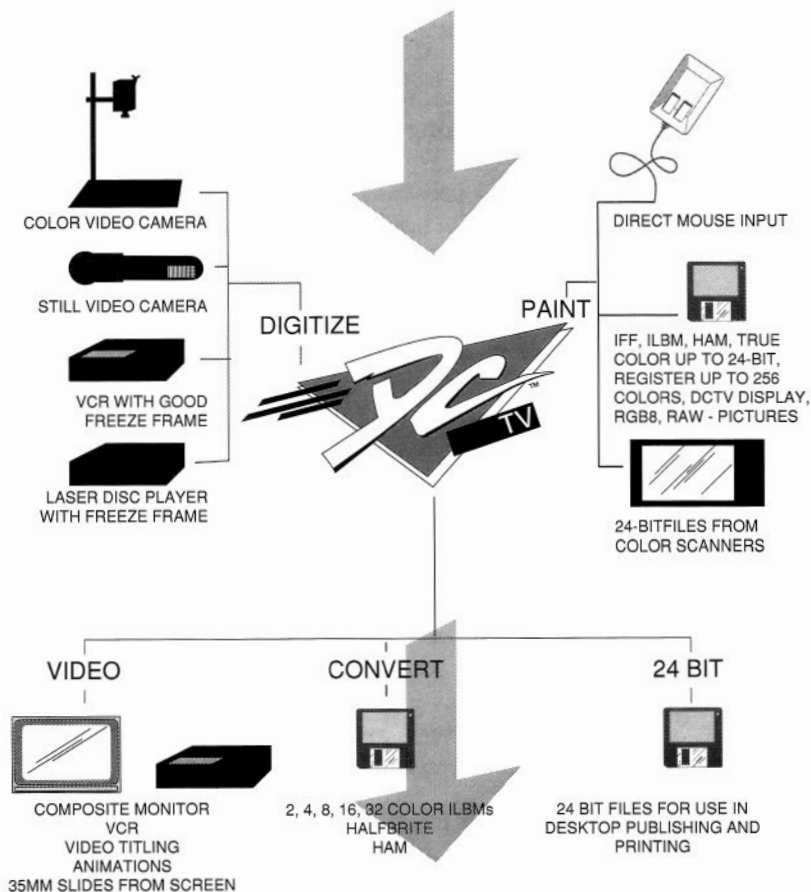 COLOR VIDEO CAMERA
STILL VIDEO CAMERA
VCR WITH GOOD
FREEZE FRAME
LASER DISC PLAYER
WITH FREEZE FRAME
DIGITIZE
DCTV™
PAINT
DIRECT MOUSE INPUT
IFF, ILBM, HAM, TRUE
COLOR UP TO 24-BIT,
REGISTER UP TO 256
COLORS, DCTV DISPLAY,
RGB8, RAW - PICTURES
24-BITFILES FROM
COLOR SCANNERS
VIDEO
COMPOSITE MONITOR
VCR
VIDEO TITLING
ANIMATIONS
35MM SLIDES FROM SCREEN
CONVERT
2, 4, 8, 16, 32 COLOR ILBMs
HALFBRITE
HAM
24 BIT
24 BIT FILES FOR USE IN
DESKTOP PUBLISHING AND
PRINTING